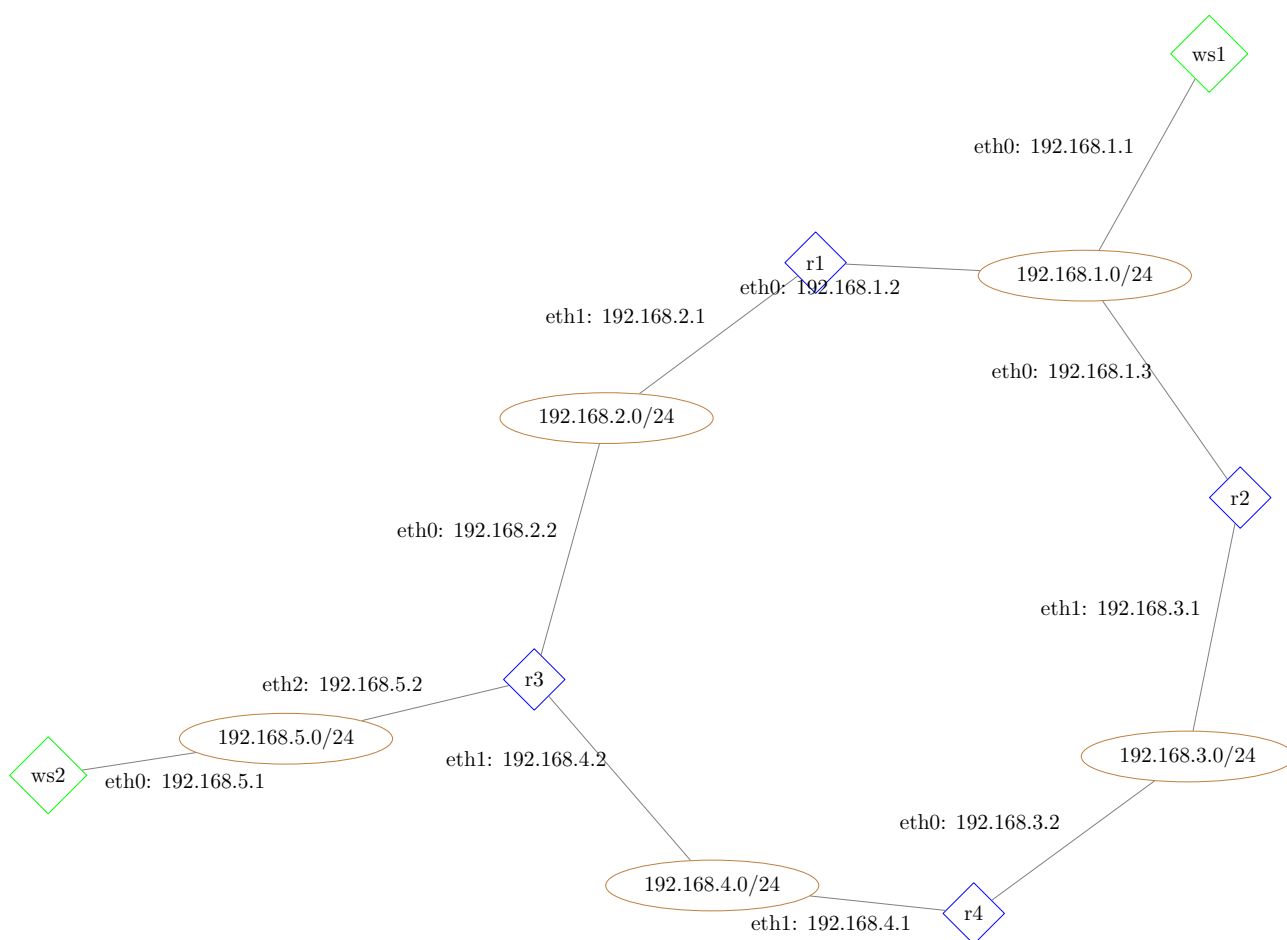 ws1
eth0: 192.168.1.1
r1
192.168.1.0/24
eth0: 192.168.1.2
eth1: 192.168.2.1
eth0: 192.168.1.3
192.168.2.0/24
r2
eth0: 192.168.2.2
eth1: 192.168.3.1
r3
eth2: 192.168.5.2
192.168.5.0/24
192.168.3.0/24
eth1: 192.168.4.2
ws2
eth0: 192.168.5.1
eth0: 192.168.3.2
192.168.4.0/24
r4
eth1: 192.168.4.1